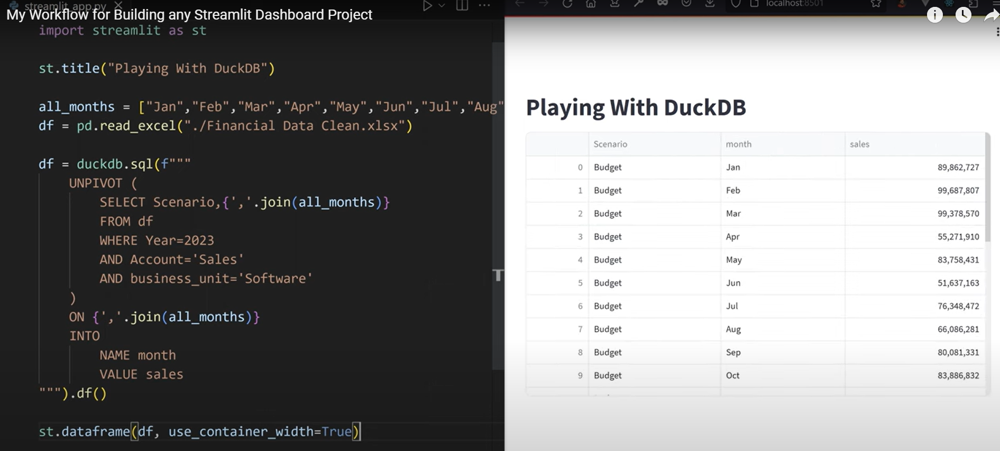 streamlit_app.py
My Workflow for Building any Streamlit Dashboard Project
import streamlit as st
st.title("Playing With DuckDB")
all_months = ["Jan","Feb","Mar","Apr","May","Jun","Jul","Aug"
df = pd.read_excel("./Financial Data Clean.xlsx")
df = duckdb.sql(f"""
UNPIVOT (
SELECT Scenario,{','.join(all_months)}
FROM df
WHERE Year=2023
AND Account='Sales'
AND business_unit='Software'
)
ON {','.join(all_months)}
INTO
NAME month
VALUE sales
""").df()
st.dataframe(df, use_container_width=True)
localhost:8501
Playing With DuckDB
Scenario month sales
0 Budget Jan 89,862,727
1 Budget Feb 99,687,807
2 Budget Mar 99,378,570
3 Budget Apr 55,271,910
4 Budget May 83,758,431
5 Budget Jun 51,637,163
6 Budget Jul 76,348,472
7 Budget Aug 66,086,281
8 Budget Sep 80,081,331
9 Budget Oct 83,886,832